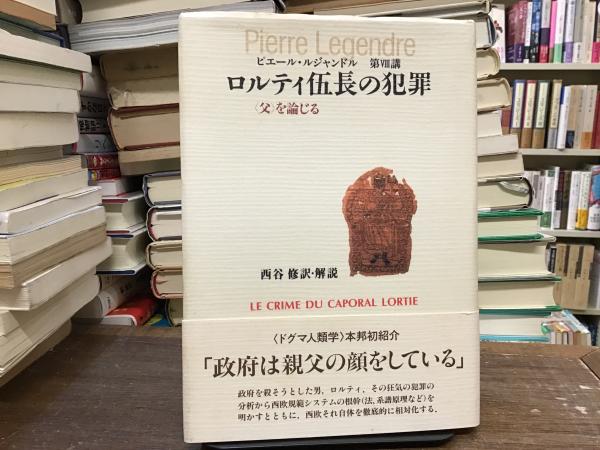 Pierre Legendre
ピエール・ルジャンドル 第Ⅷ講
ロルティ伍長の犯罪
〈父〉を論じる
西谷 修訳・解説
LE CRIME DU CAPORAL LORTIE
〈ドグマ人類学〉本邦初紹介
「政府は親父の顔をしている」
政府を殺そうとした男，ロルティ，その狂気の犯罪の
分析から西欧規範システムの根幹（法，系譜原理など）を
明かすとともに，西欧それ自体を徹底的に相対化する．